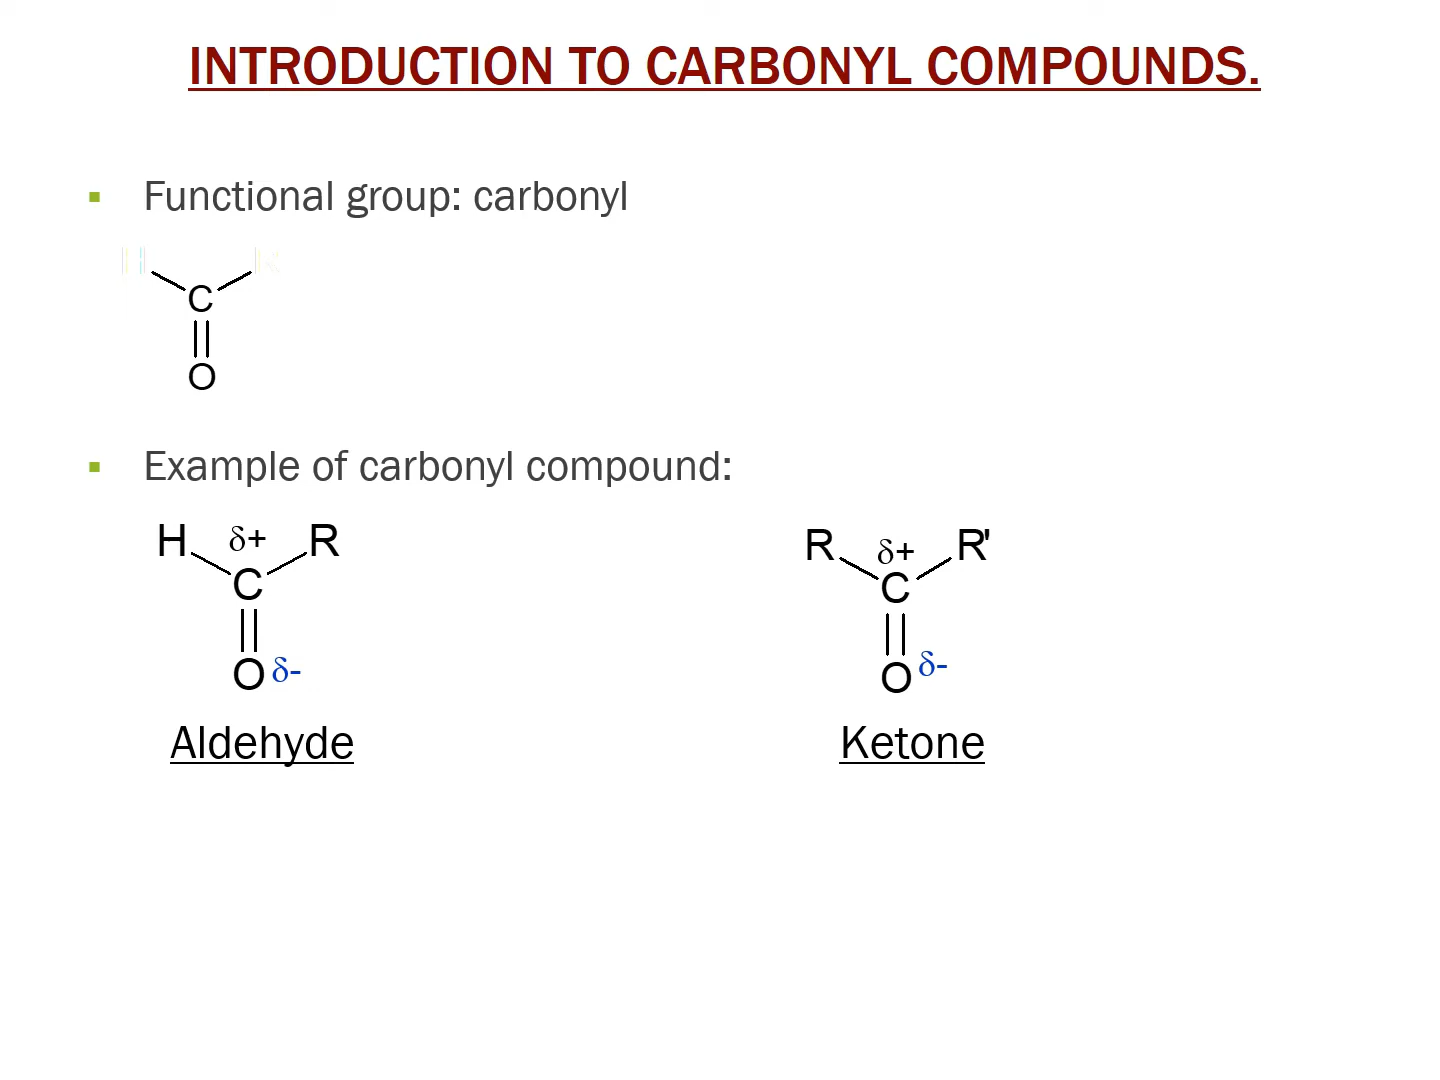 INTRODUCTION TO CARBONYL COMPOUNDS.
▪ Functional group: carbonyl
H R
C
O
▪ Example of carbonyl compound:
H δ+ R
C
O δ-
Aldehyde
R δ+ R'
C
O δ-
Ketone